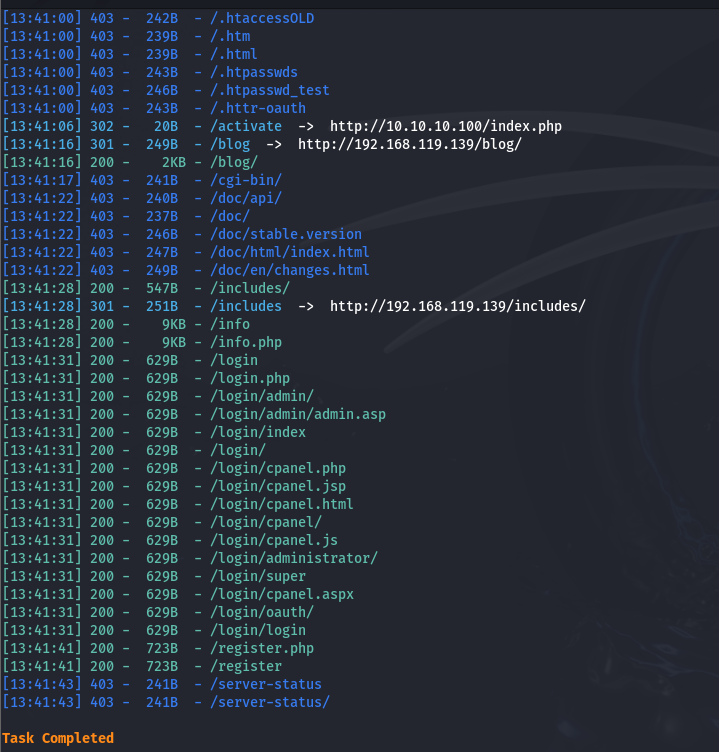 [13:41:00] 403 -  242B  - /.htaccessOLD
[13:41:00] 403 -  239B  - /.htm
[13:41:00] 403 -  239B  - /.html
[13:41:00] 403 -  243B  - /.htpasswds
[13:41:00] 403 -  246B  - /.htpasswd_test
[13:41:00] 403 -  243B  - /.httr-oauth
[13:41:06] 302 -   20B  - /activate  ->  http://10.10.10.100/index.php
[13:41:16] 301 -  249B  - /blog  ->  http://192.168.119.139/blog/
[13:41:16] 200 -    2KB - /blog/
[13:41:17] 403 -  241B  - /cgi-bin/
[13:41:22] 403 -  240B  - /doc/api/
[13:41:22] 403 -  237B  - /doc/
[13:41:22] 403 -  246B  - /doc/stable.version
[13:41:22] 403 -  247B  - /doc/html/index.html
[13:41:22] 403 -  249B  - /doc/en/changes.html
[13:41:28] 200 -  547B  - /includes/
[13:41:28] 301 -  251B  - /includes  ->  http://192.168.119.139/includes/
[13:41:28] 200 -    9KB - /info
[13:41:28] 200 -    9KB - /info.php
[13:41:31] 200 -  629B  - /login
[13:41:31] 200 -  629B  - /login.php
[13:41:31] 200 -  629B  - /login/admin/
[13:41:31] 200 -  629B  - /login/admin/admin.asp
[13:41:31] 200 -  629B  - /login/index
[13:41:31] 200 -  629B  - /login/
[13:41:31] 200 -  629B  - /login/cpanel.php
[13:41:31] 200 -  629B  - /login/cpanel.jsp
[13:41:31] 200 -  629B  - /login/cpanel.html
[13:41:31] 200 -  629B  - /login/cpanel/
[13:41:31] 200 -  629B  - /login/cpanel.js
[13:41:31] 200 -  629B  - /login/administrator/
[13:41:31] 200 -  629B  - /login/super
[13:41:31] 200 -  629B  - /login/cpanel.aspx
[13:41:31] 200 -  629B  - /login/oauth/
[13:41:31] 200 -  629B  - /login/login
[13:41:41] 200 -  723B  - /register.php
[13:41:41] 200 -  723B  - /register
[13:41:43] 403 -  241B  - /server-status
[13:41:43] 403 -  241B  - /server-status/
Task Completed